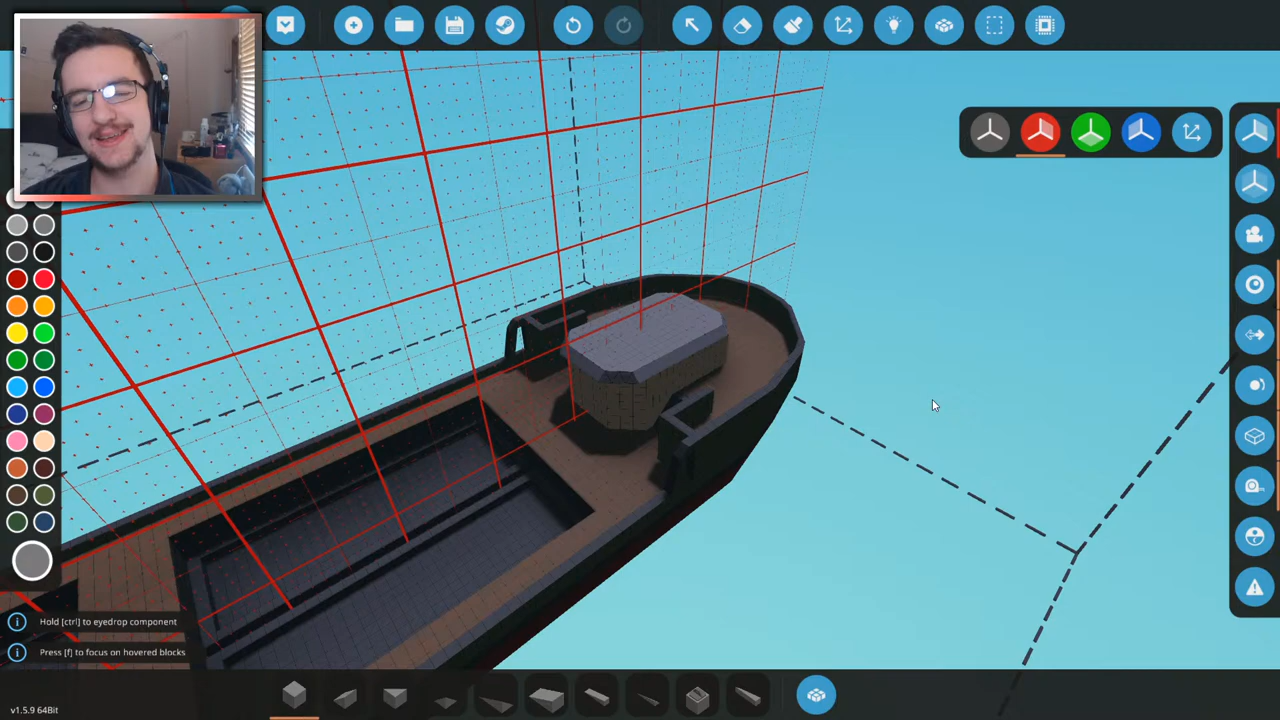 Hold [ctrl] to eyedrop component
Press [f] to focus on hovered blocks
v1.5.9 64Bit